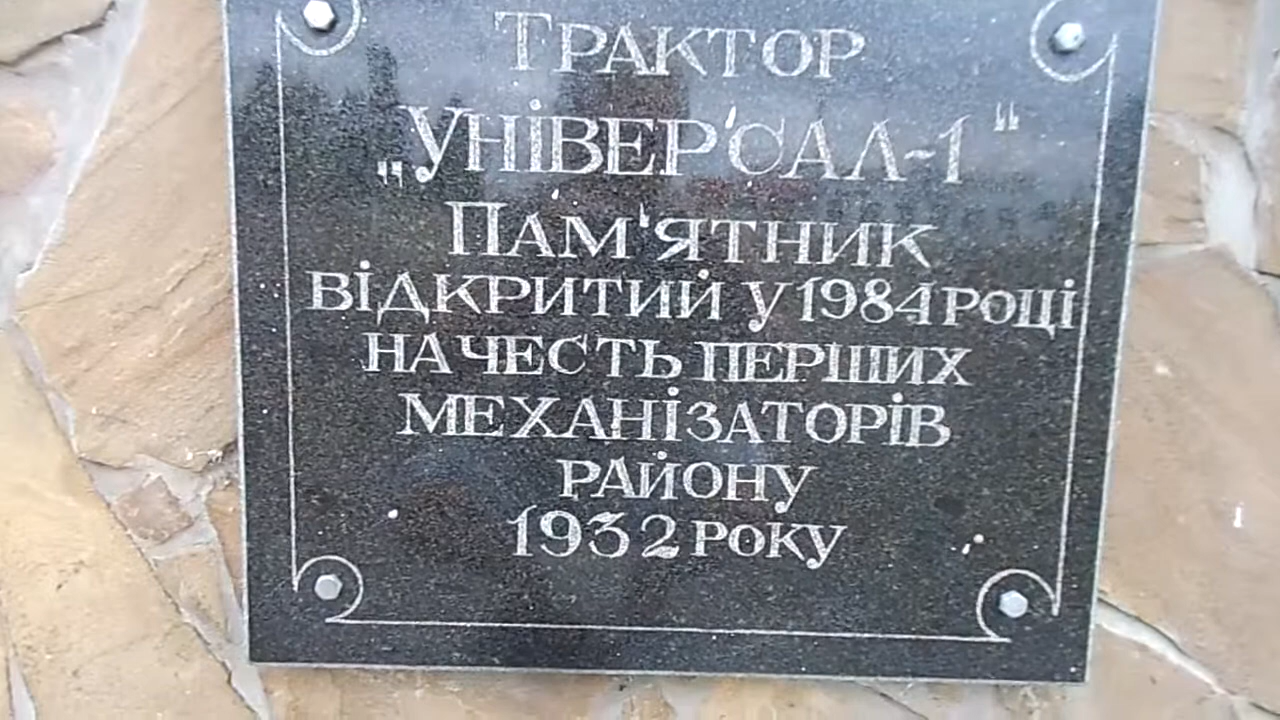 ТРАКТОР
„УНІВЕРСАЛ-1"
ПАМ'ЯТНИК
ВІДКРИТИЙ У 1984 РОЦІ
НА ЧЕСТЬ ПЕРШИХ
МЕХАНІЗАТОРІВ
РАЙОНУ
1932 РОКУ